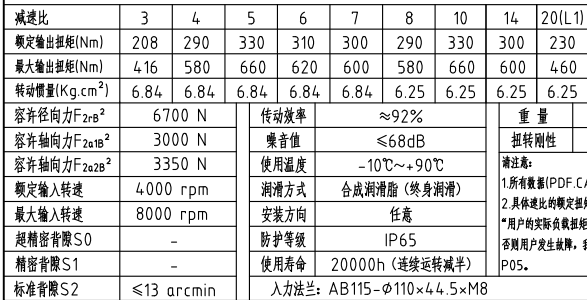 减速比 3 4 5 6 7 8 10 14 20(L1)
额定输出扭矩(Nm) 208 290 330 310 300 290 330 300 230
最大输出扭矩(Nm) 416 580 660 620 600 580 660 600 460
转动惯量(Kg.cm²) 6.84 6.84 6.84 6.84 6.84 6.25 6.25 6.25 6.25
容许径向力F2rB² 6700 N 传动效率 ≈92% 重 量
容许轴向力F2a1B² 3000 N 噪音值 ≤68dB 扭转刚性
容许轴向力F2a2B² 3350 N 使用温度 -10℃~+90℃ 请注意:
额定输入转速 4000 rpm 润滑方式 合成润滑脂 (终身润滑) 1.所有数据(PDF.CA
最大输入转速 8000 rpm 安装方向 任意 2.具体速比的额定扭矩
超精密背隙S0 - 防护等级 IP65 "用户的实际负载扭矩
精密背隙S1 - 使用寿命 20000h (连续运转减半) 否则用户发生故障,
标准背隙S2 ≤13 arcmin 入力法兰: AB115-Φ110×44.5×M8 P05.